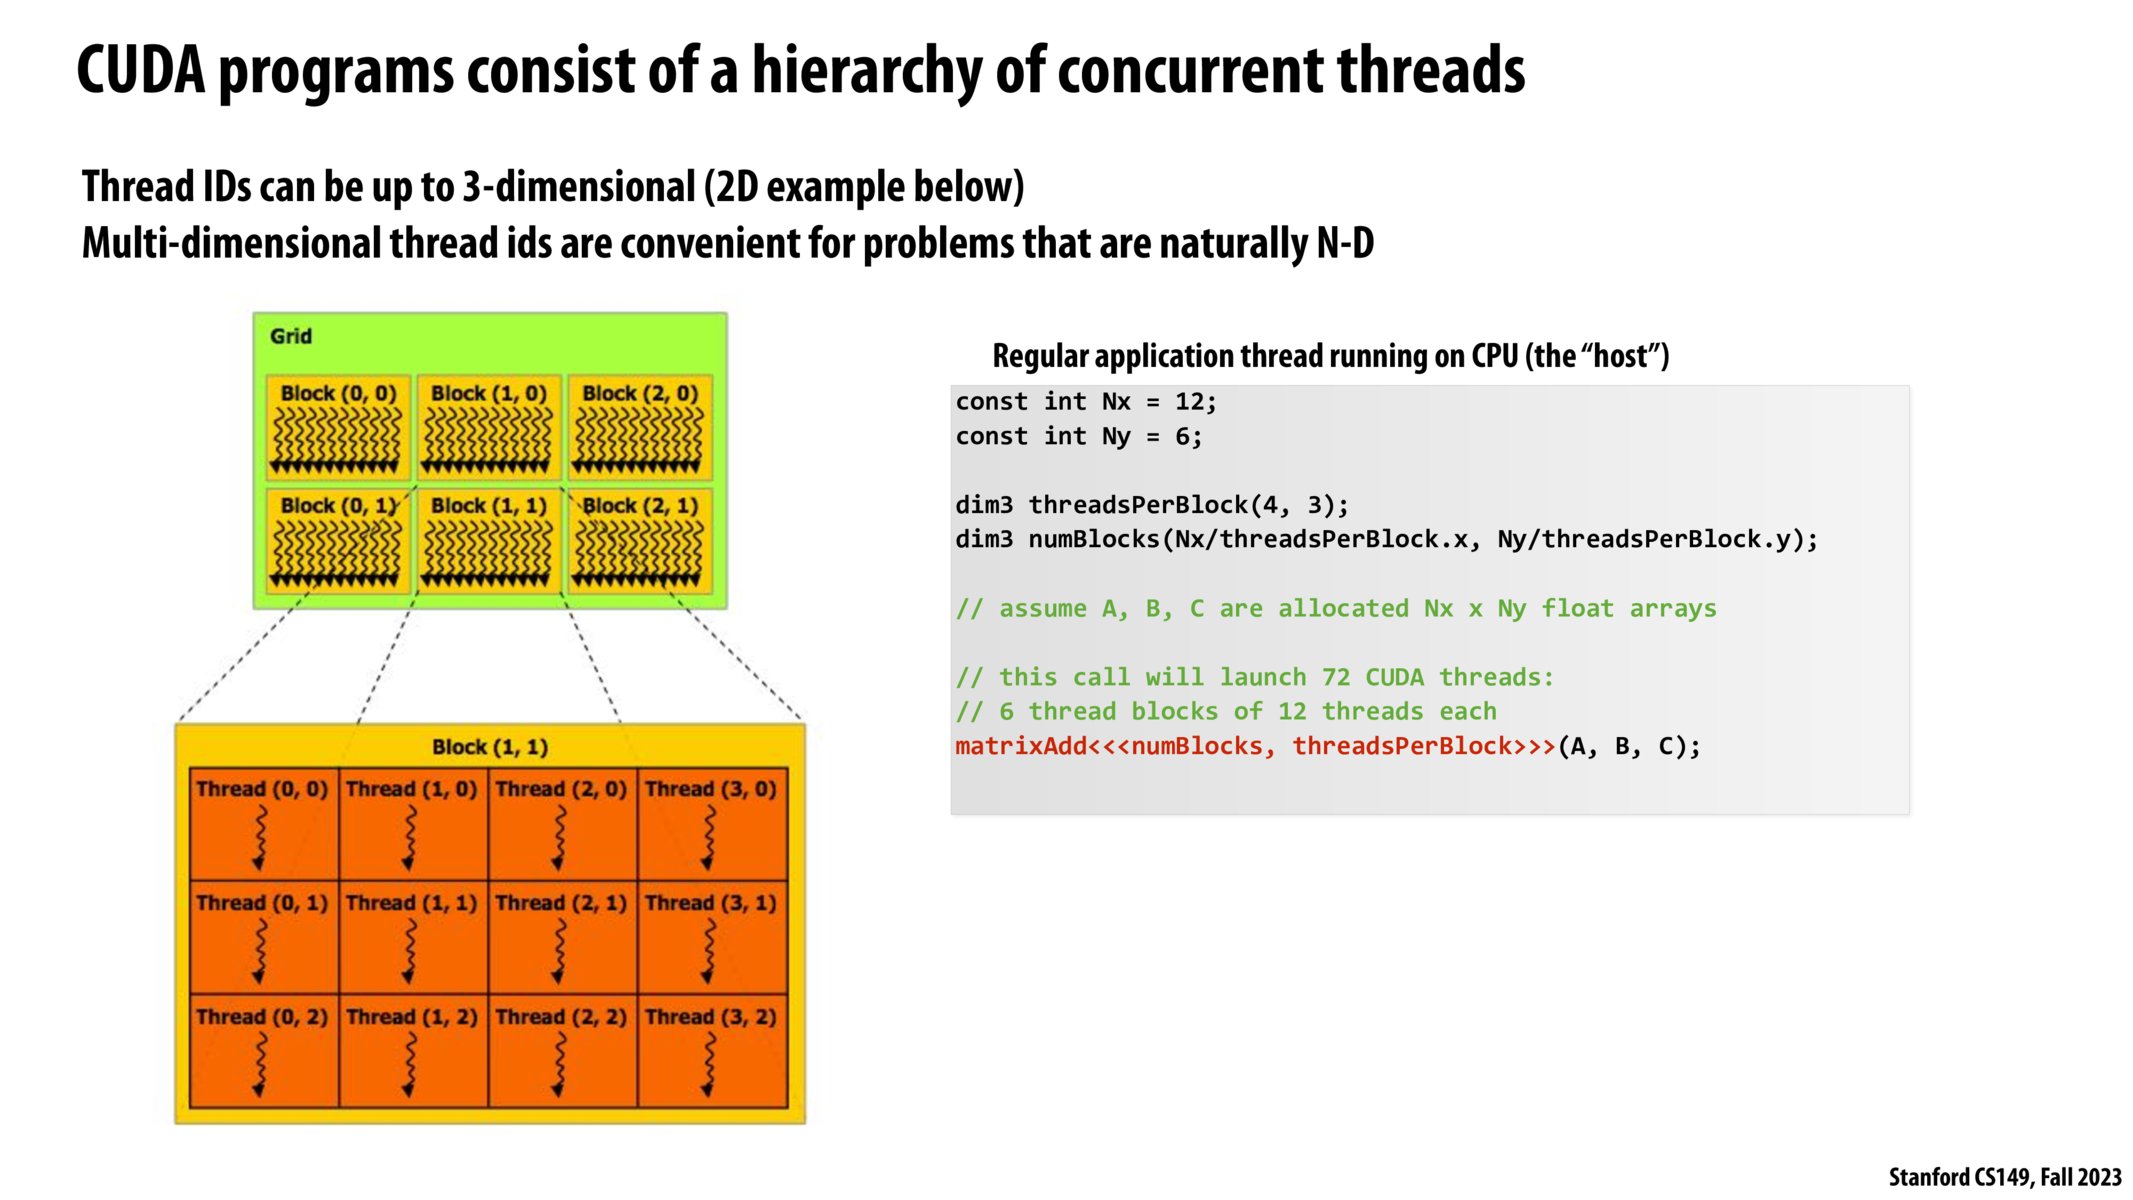 CUDA programs consist of a hierarchy of concurrent threads
Thread IDs can be up to 3-dimensional (2D example below)
Multi-dimensional thread ids are convenient for problems that are naturally N-D
Grid
Block (0, 0) Block (1, 0) Block (2, 0)
Block (0, 1) Block (1, 1) Block (2, 1)
Block (1, 1)
Thread (0, 0) Thread (1, 0) Thread (2, 0) Thread (3, 0)
Thread (0, 1) Thread (1, 1) Thread (2, 1) Thread (3, 1)
Thread (0, 2) Thread (1, 2) Thread (2, 2) Thread (3, 2)
Regular application thread running on CPU (the “host”)
const int Nx = 12;
const int Ny = 6;
dim3 threadsPerBlock(4, 3);
dim3 numBlocks(Nx/threadsPerBlock.x, Ny/threadsPerBlock.y);
// assume A, B, C are allocated Nx x Ny float arrays
// this call will launch 72 CUDA threads:
// 6 thread blocks of 12 threads each
matrixAdd<<<numBlocks, threadsPerBlock>>>(A, B, C);
Stanford CS149, Fall 2023